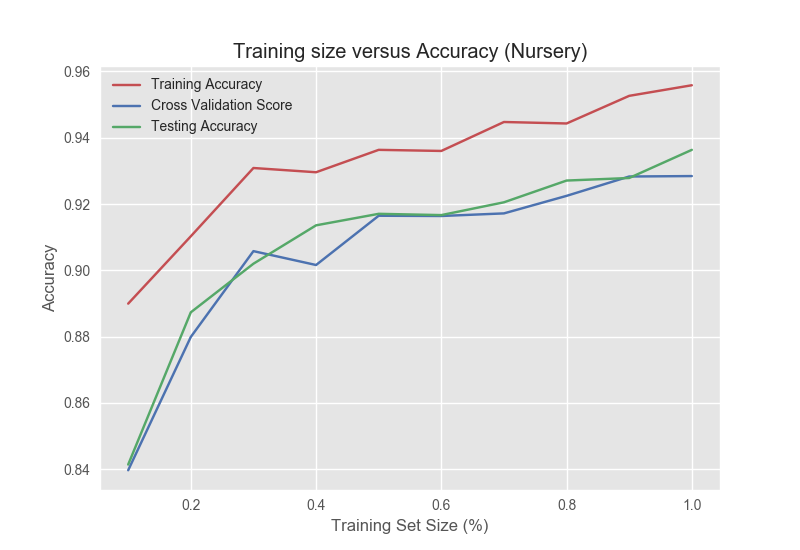 Training size versus Accuracy (Nursery)
Training Accuracy
Cross Validation Score
Testing Accuracy
Accuracy
0.96
0.94
0.92
0.90
0.88
0.86
0.84
0.2 0.4 0.6 0.8 1.0
Training Set Size (%)